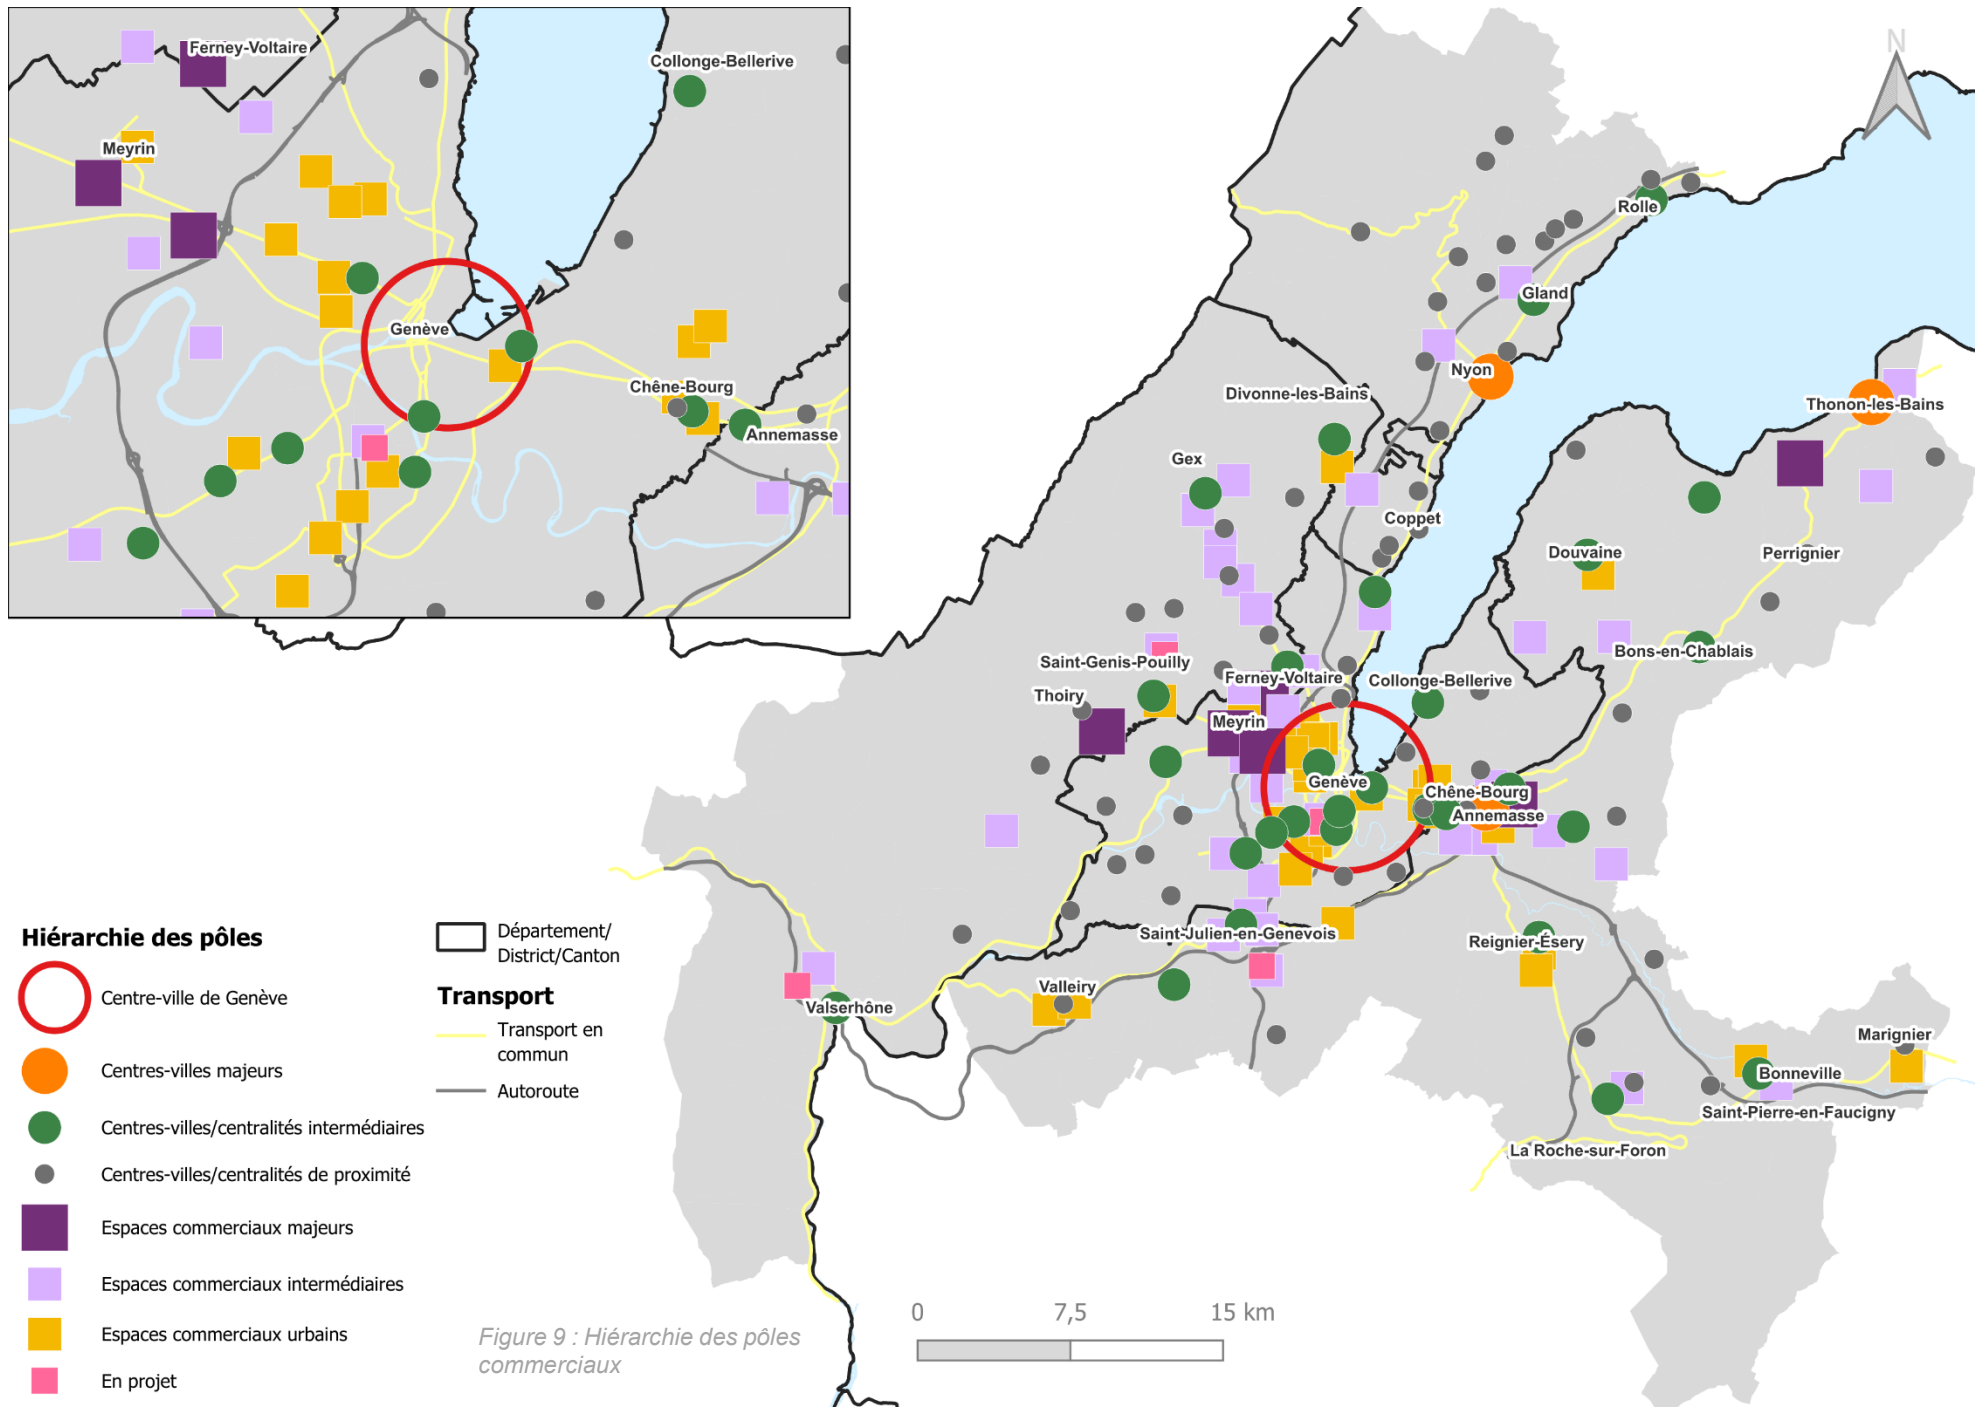 Ferney-Voltaire
Collonge-Bellerive
Meyrin
Genève
Chêne-Bourg
Annemasse
N
Rolle
Gland
Nyon
Divonne-les-Bains
Thonon-les-Bains
Gex
Coppet
Douvaine
Perrignier
Bons-en-Chablais
Saint-Genis-Pouilly
Ferney-Voltaire
Collonge-Bellerive
Thoiry
Meyrin
Genève
Chêne-Bourg
Annemasse
Saint-Julien-en-Genevois
Reignier-Ésery
Valleiry
Valserhône
Marignier
Bonneville
Saint-Pierre-en-Faucigny
La Roche-sur-Foron
Hiérarchie des pôles
Centre-ville de Genève
Centres-villes majeurs
Centres-villes/centralités intermédiaires
Centres-villes/centralités de proximité
Espaces commerciaux majeurs
Espaces commerciaux intermédiaires
Espaces commerciaux urbains
En projet
Département/
District/Canton
Transport
Transport en
commun
Autoroute
Figure 9 : Hiérarchie des pôles
commerciaux
0 7,5 15 km